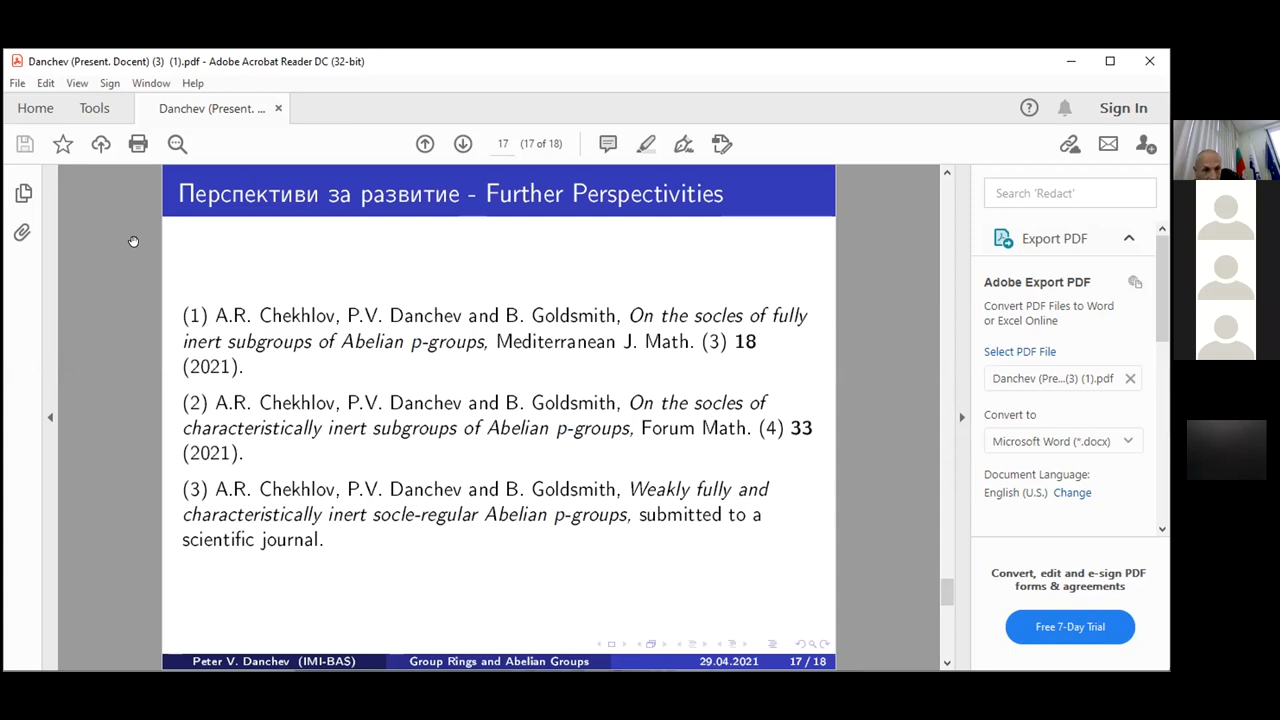 Danchev (Present. Docent) (3) (1).pdf - Adobe Acrobat Reader DC (32-bit)
File Edit View Sign Window Help
Home Tools Danchev (Present. ... × Sign In
17 (17 of 18)
Перспективи за развитие - Further Perspectivities
(1) A.R. Chekhlov, P.V. Danchev and B. Goldsmith, On the socles of fully
inert subgroups of Abelian p-groups, Mediterranean J. Math. (3) 18
(2021).
(2) A.R. Chekhlov, P.V. Danchev and B. Goldsmith, On the socles of
characteristically inert subgroups of Abelian p-groups, Forum Math. (4) 33
(2021).
(3) A.R. Chekhlov, P.V. Danchev and B. Goldsmith, Weakly fully and
characteristically inert socle-regular Abelian p-groups, submitted to a
scientific journal.
Peter V. Danchev (IMI-BAS) Group Rings and Abelian Groups 29.04.2021 17 / 18
Search 'Redact'
Export PDF
Adobe Export PDF
Convert PDF Files to Word
or Excel Online
Select PDF File
Danchev (Pre...(3) (1).pdf
Convert to
Microsoft Word (*.docx)
Document Language:
English (U.S.) Change
Convert, edit and e-sign PDF
forms & agreements
Free 7-Day Trial